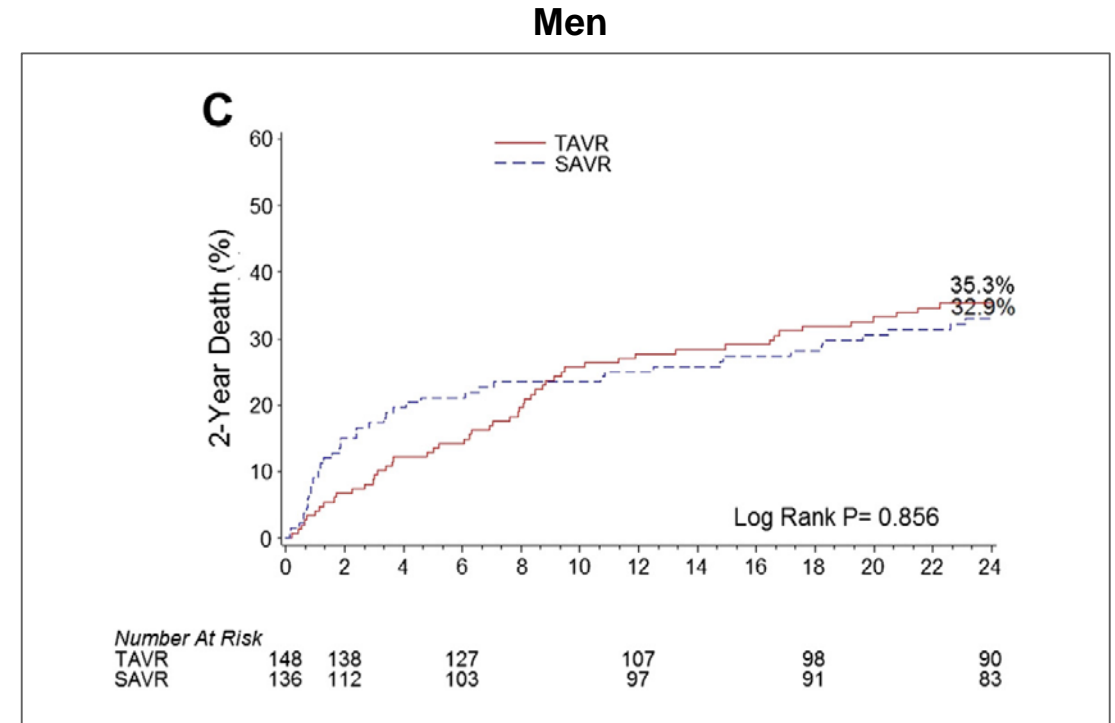 Men
C
60
50
40
30
20
10
0
2-Year Death (%)
TAVR
SAVR
35.3%
32.9%
Log Rank P= 0.856
0 2 4 6 8 10 12 14 16 18 20 22 24
Number At Risk
TAVR 148 138 127 107 98 90
SAVR 136 112 103 97 91 83